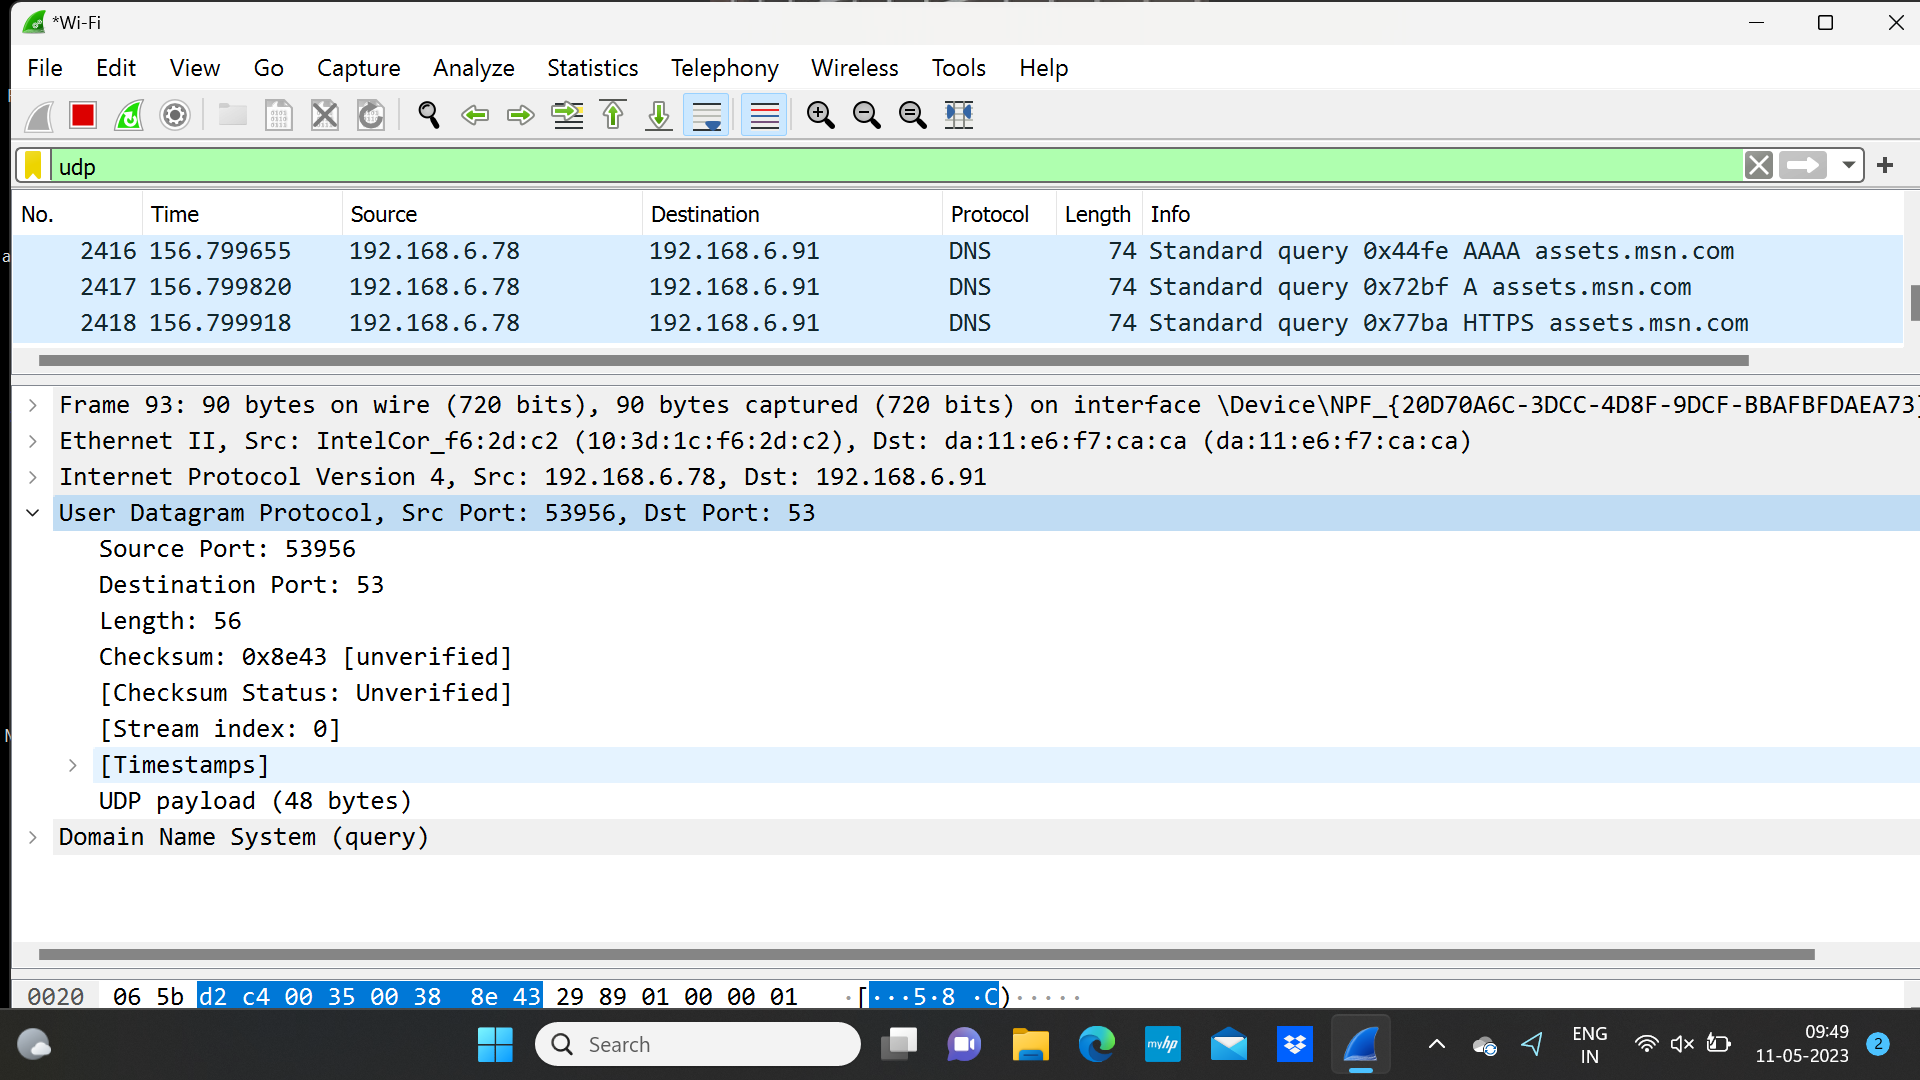 *Wi-Fi
File Edit View Go Capture Analyze Statistics Telephony Wireless Tools Help
udp
No. Time Source Destination Protocol Length Info
2416 156.799655 192.168.6.78 192.168.6.91 DNS 74 Standard query 0x44fe AAAA assets.msn.com
2417 156.799820 192.168.6.78 192.168.6.91 DNS 74 Standard query 0x72bf A assets.msn.com
2418 156.799918 192.168.6.78 192.168.6.91 DNS 74 Standard query 0x77ba HTTPS assets.msn.com
Frame 93: 90 bytes on wire (720 bits), 90 bytes captured (720 bits) on interface \Device\NPF_{20D70A6C-3DCC-4D8F-9DCF-BBAFBFDAEA73}
Ethernet II, Src: IntelCor_f6:2d:c2 (10:3d:1c:f6:2d:c2), Dst: da:11:e6:f7:ca:ca (da:11:e6:f7:ca:ca)
Internet Protocol Version 4, Src: 192.168.6.78, Dst: 192.168.6.91
User Datagram Protocol, Src Port: 53956, Dst Port: 53
Source Port: 53956
Destination Port: 53
Length: 56
Checksum: 0x8e43 [unverified]
[Checksum Status: Unverified]
[Stream index: 0]
[Timestamps]
UDP payload (48 bytes)
Domain Name System (query)
0020 06 5b d2 c4 00 35 00 38 8e 43 29 89 01 00 00 01 ·[···5·8 ·C)·····
Search
myhp
ENG
IN
09:49
11-05-2023
2